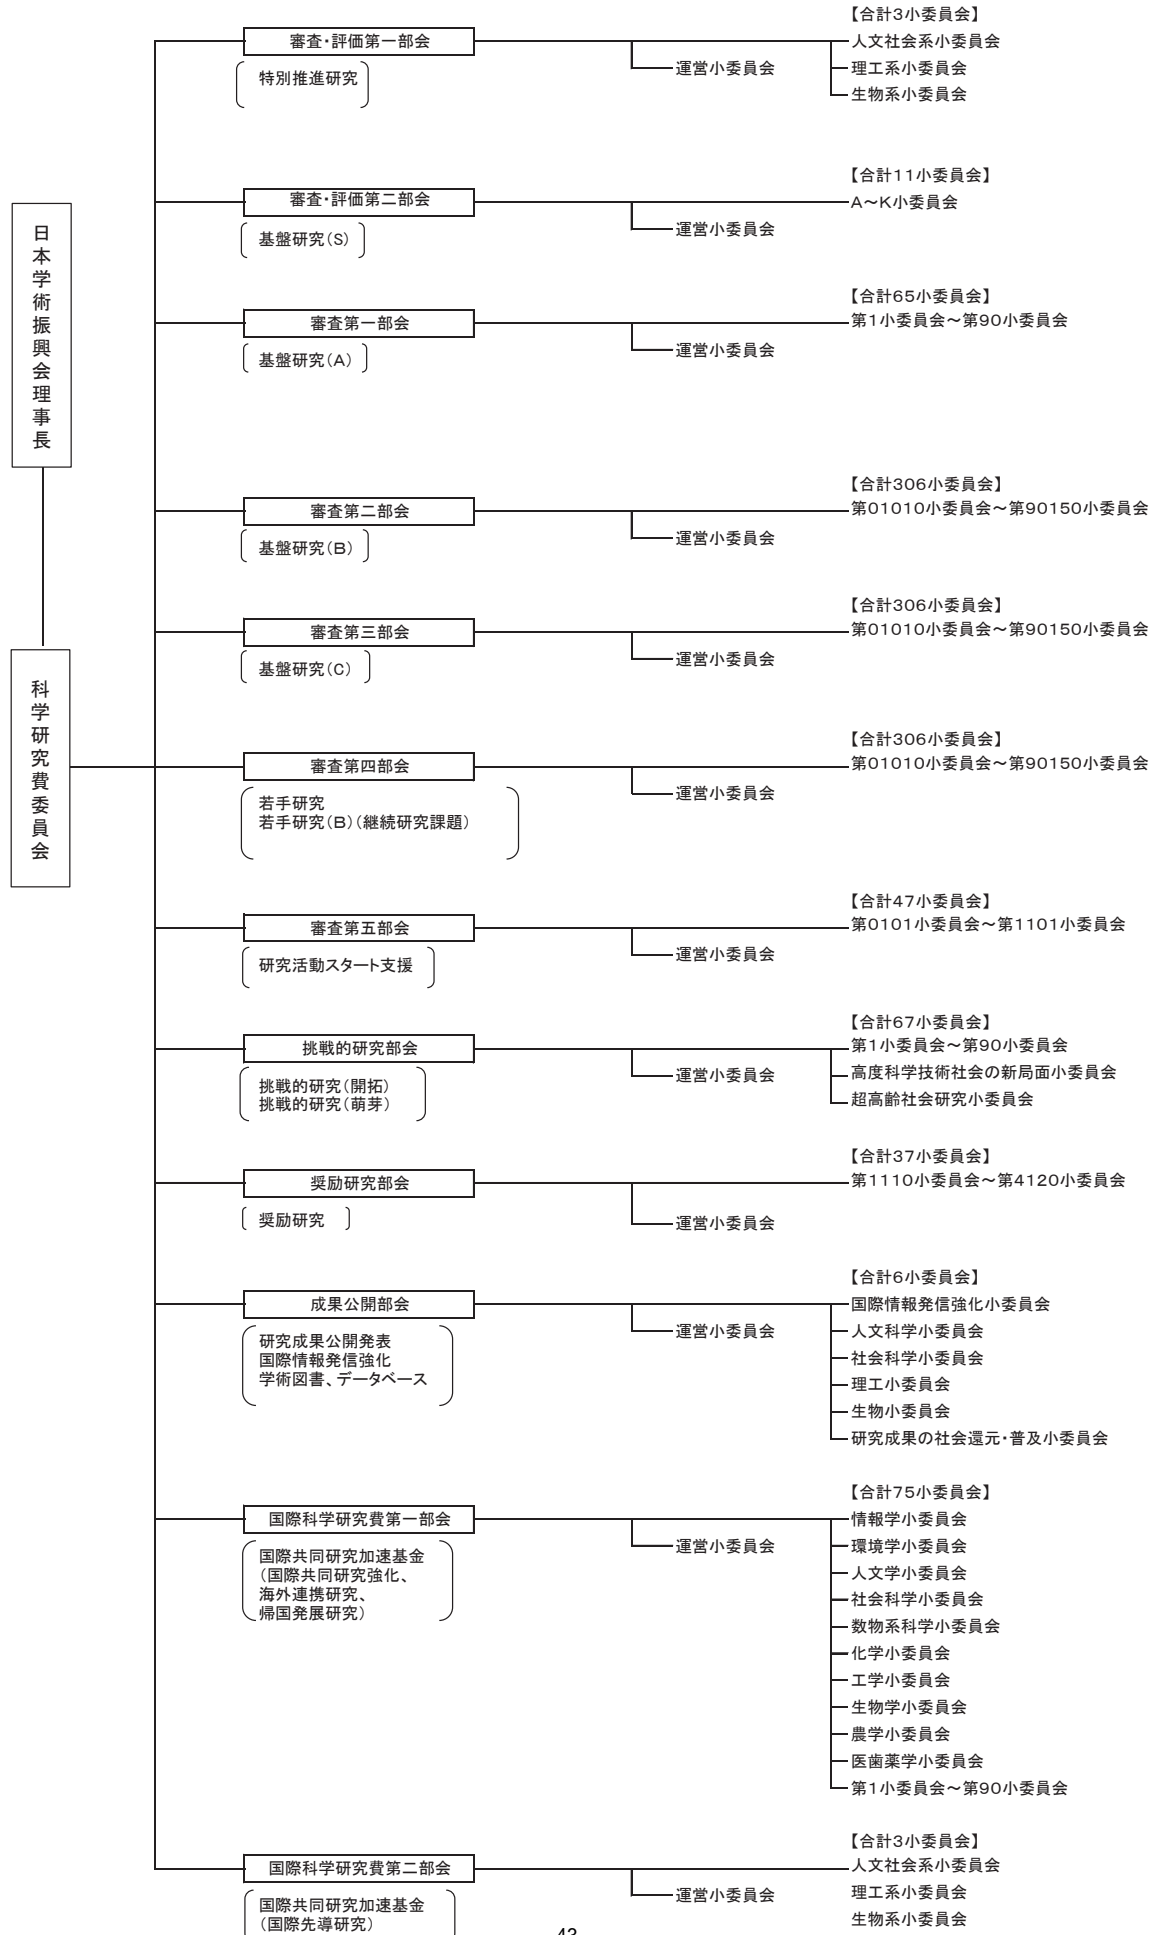 日本学術振興会理事長
科学研究費委員会
審査・評価第一部会
特別推進研究
運営小委員会
【合計3小委員会】
人文社会系小委員会
理工系小委員会
生物系小委員会
審査・評価第二部会
基盤研究(S)
運営小委員会
【合計11小委員会】
A～K小委員会
審査第一部会
基盤研究(A)
運営小委員会
【合計65小委員会】
第1小委員会～第90小委員会
審査第二部会
基盤研究(B)
運営小委員会
【合計306小委員会】
第01010小委員会～第90150小委員会
審査第三部会
基盤研究(C)
運営小委員会
【合計306小委員会】
第01010小委員会～第90150小委員会
審査第四部会
若手研究
若手研究(B)(継続研究課題)
運営小委員会
【合計306小委員会】
第01010小委員会～第90150小委員会
審査第五部会
研究活動スタート支援
運営小委員会
【合計47小委員会】
第0101小委員会～第1101小委員会
挑戦的研究部会
挑戦的研究(開拓)
挑戦的研究(萌芽)
運営小委員会
【合計67小委員会】
第1小委員会～第90小委員会
高度科学技術社会の新局面小委員会
超高齢社会研究小委員会
奨励研究部会
奨励研究
運営小委員会
【合計37小委員会】
第1110小委員会～第4120小委員会
成果公開部会
研究成果公開発表
国際情報発信強化
学術図書、データベース
運営小委員会
【合計6小委員会】
国際情報発信強化小委員会
人文科学小委員会
社会科学小委員会
理工小委員会
生物小委員会
研究成果の社会還元・普及小委員会
国際科学研究費第一部会
国際共同研究加速基金
(国際共同研究強化、
海外連携研究、
帰国発展研究)
運営小委員会
【合計75小委員会】
情報学小委員会
環境学小委員会
人文学小委員会
社会科学小委員会
数物系科学小委員会
化学小委員会
工学小委員会
生物学小委員会
農学小委員会
医歯薬学小委員会
第1小委員会～第90小委員会
国際科学研究費第二部会
国際共同研究加速基金
(国際先導研究)
運営小委員会
【合計3小委員会】
人文社会系小委員会
理工系小委員会
生物系小委員会